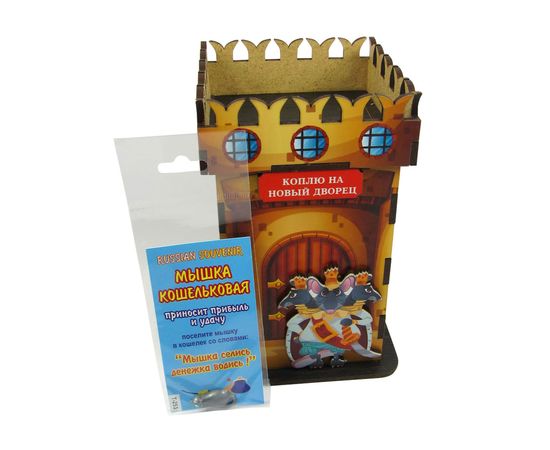 КОПЛЮ НА
НОВЫЙ ДВОРЕЦ
RUSSIAN SOUVENIR
МЫШКА
КОШЕЛЬКОВАЯ
приносит прибыль
и удачу
поселите мышку
в кошелек со словами:
"Мышка селись,
денежка водись!"
T-253